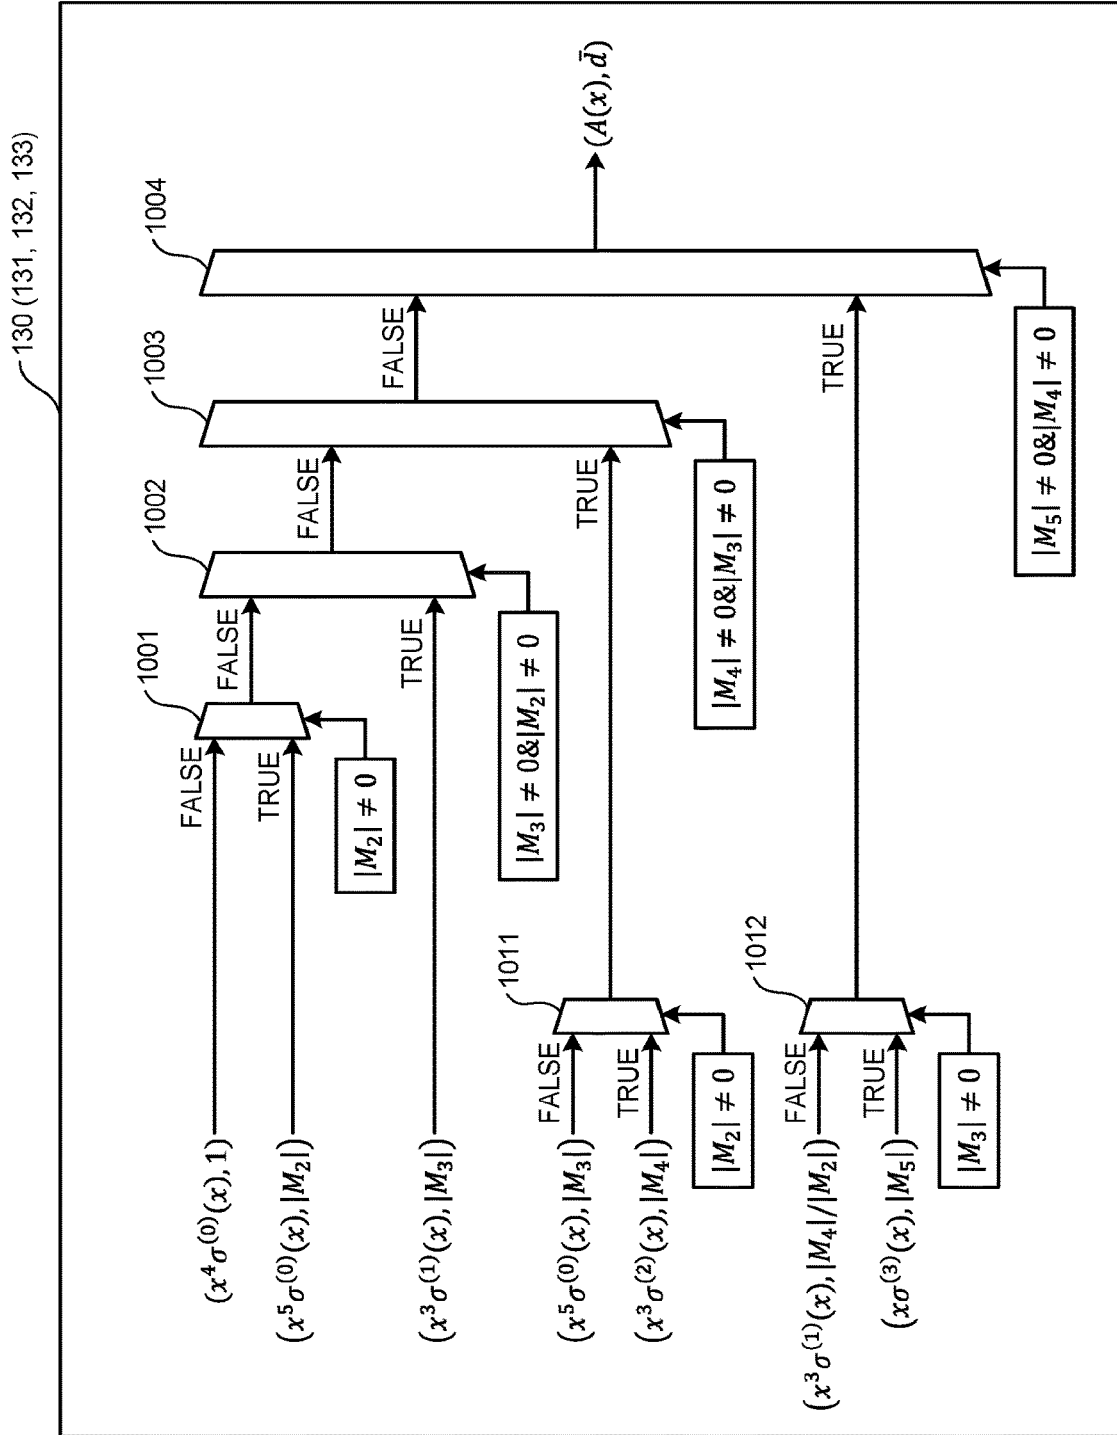 130 (131, 132, 133)
1004
1003
1002
1001
FALSE
TRUE
FALSE
TRUE
FALSE
TRUE
FALSE
TRUE
(A(x), d̄)
(x⁴σ⁽⁰⁾(x), 1)
(x⁵σ⁽⁰⁾(x), |M₂|)
|M₂| ≠ 0
(x³σ⁽¹⁾(x), |M₃|)
|M₃| ≠ 0&|M₂| ≠ 0
1011
FALSE
TRUE
(x⁵σ⁽⁰⁾(x), |M₃|)
(x³σ⁽²⁾(x), |M₄|)
|M₂| ≠ 0
|M₄| ≠ 0&|M₃| ≠ 0
1012
FALSE
TRUE
(x³σ⁽¹⁾(x), |M₄|/|M₂|)
(xσ⁽³⁾(x), |M₅|)
|M₃| ≠ 0
|M₅| ≠ 0&|M₄| ≠ 0